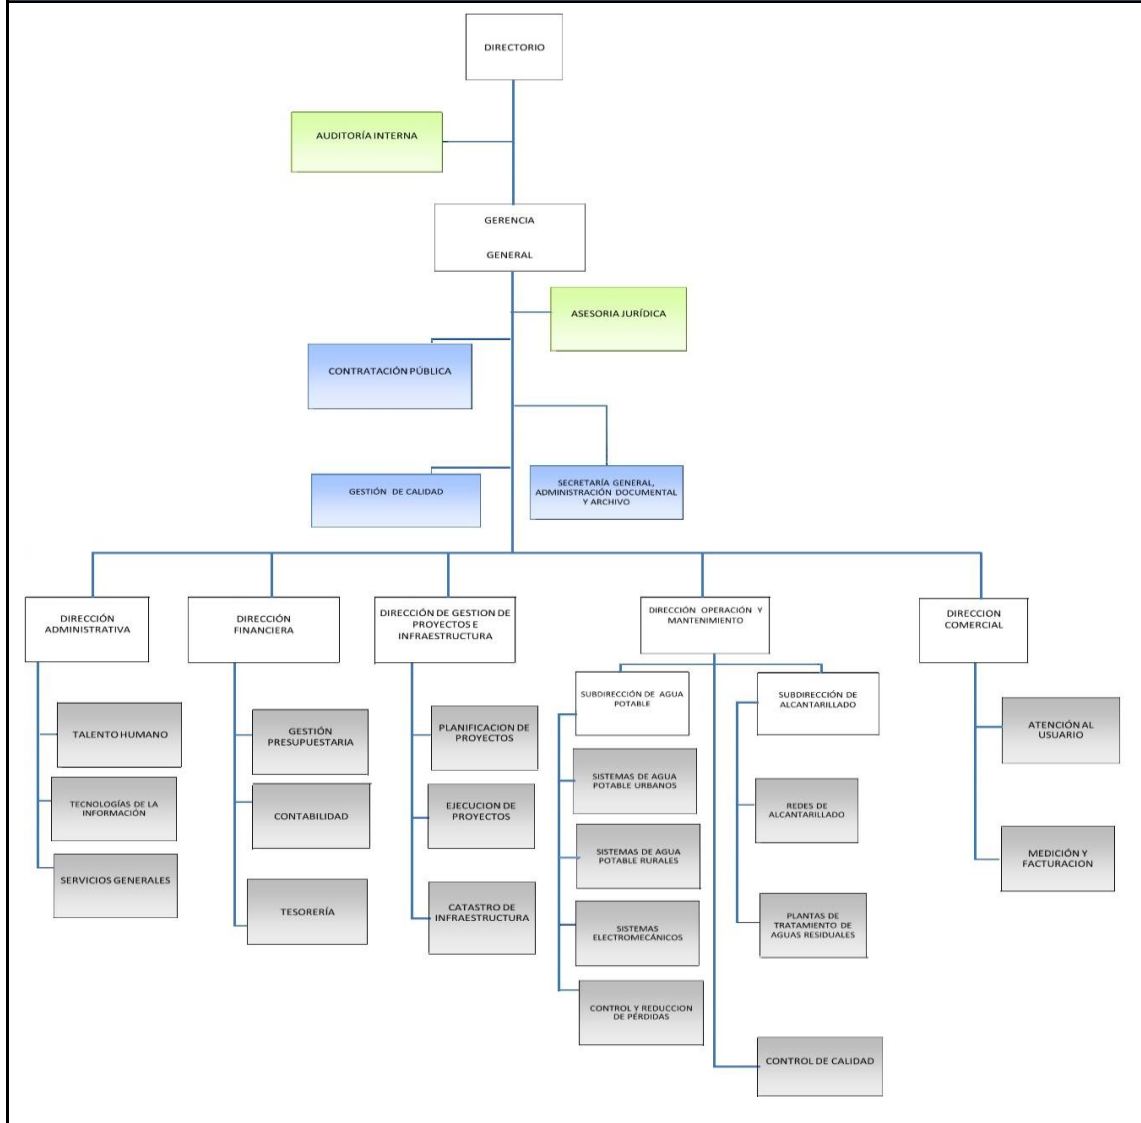 DIRECTORIO
AUDITORÍA INTERNA
GERENCIA
GENERAL
ASESORIA JURÍDICA
CONTRATACIÓN PÚBLICA
GESTIÓN DE CALIDAD
SECRETARÍA GENERAL,
ADMINISTRACIÓN DOCUMENTAL
Y ARCHIVO
DIRECCIÓN
ADMINISTRATIVA
DIRECCIÓN
FINANCIERA
DIRECCIÓN DE GESTION DE
PROYECTOS E
INFRAESTRUCTURA
DIRECCIÓN OPERACIÓN Y
MANTENIMIENTO
DIRECCION
COMERCIAL
TALENTO HUMANO
TECNOLOGÍAS DE LA
INFORMACIÓN
SERVICIOS GENERALES
GESTIÓN
PRESUPUESTARIA
CONTABILIDAD
TESORERÍA
PLANIFICACION DE
PROYECTOS
EJECUCION DE
PROYECTOS
CATASTRO DE
INFRAESTRUCTURA
SUBDIRECCIÓN DE AGUA
POTABLE
SISTEMAS DE AGUA
POTABLE URBANOS
SISTEMAS DE AGUA
POTABLE RURALES
SISTEMAS
ELECTROMECÁNICOS
CONTROL Y REDUCCION
DE PÉRDIDAS
SUBDIRECCIÓN DE
ALCANTARILLADO
REDES DE
ALCANTARILLADO
PLANTAS DE
TRATAMIENTO DE
AGUAS RESIDUALES
CONTROL DE CALIDAD
ATENCIÓN AL
USUARIO
MEDICIÓN Y
FACTURACION